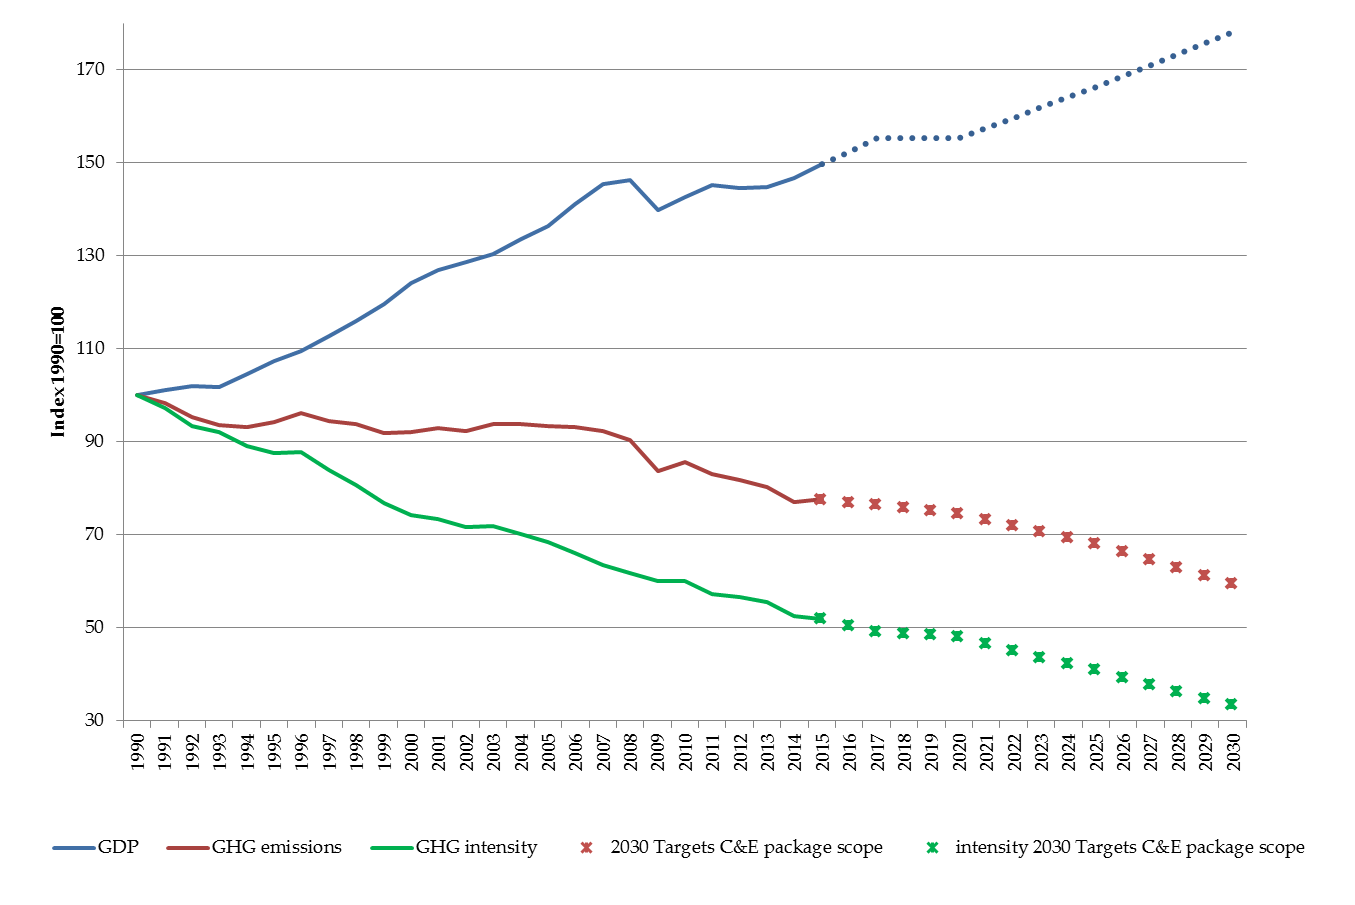 170
150
130
110
90
70
50
30
Index1990=100
1990 1991 1992 1993 1994 1995 1996 1997 1998 1999 2000 2001 2002 2003 2004 2005 2006 2007 2008 2009 2010 2011 2012 2013 2014 2015 2016 2017 2018 2019 2020 2021 2022 2023 2024 2025 2026 2027 2028 2029 2030
GDP GHG emissions GHG intensity 2030 Targets C&E package scope intensity 2030 Targets C&E package scope